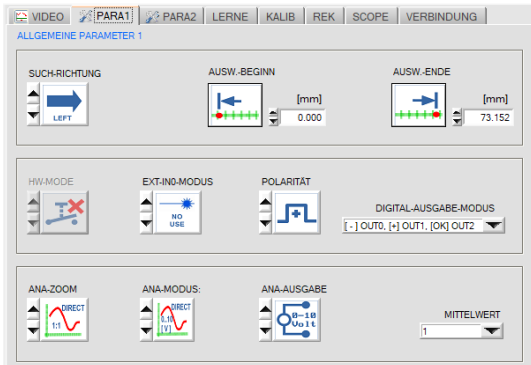 VIDEO PARA1 PARA2 LERNE KALIB REK SCOPE VERBINDUNG
ALLGEMEINE PARAMETER 1
SUCH-RICHTUNG
LEFT
AUSW.-BEGINN
[mm]
0.000
AUSW.-ENDE
[mm]
73.152
HW-MODE
EXT-IN0-MODUS
NO
USE
POLARITÄT
DIGITAL-AUSGABE-MODUS
[ - ] OUT0, [+] OUT1, [OK] OUT2
ANA-ZOOM
DIRECT
1:1
ANA-MODUS:
DIRECT
0..10
[V]
ANA-AUSGABE
0-10
Volt
MITTELWERT
1